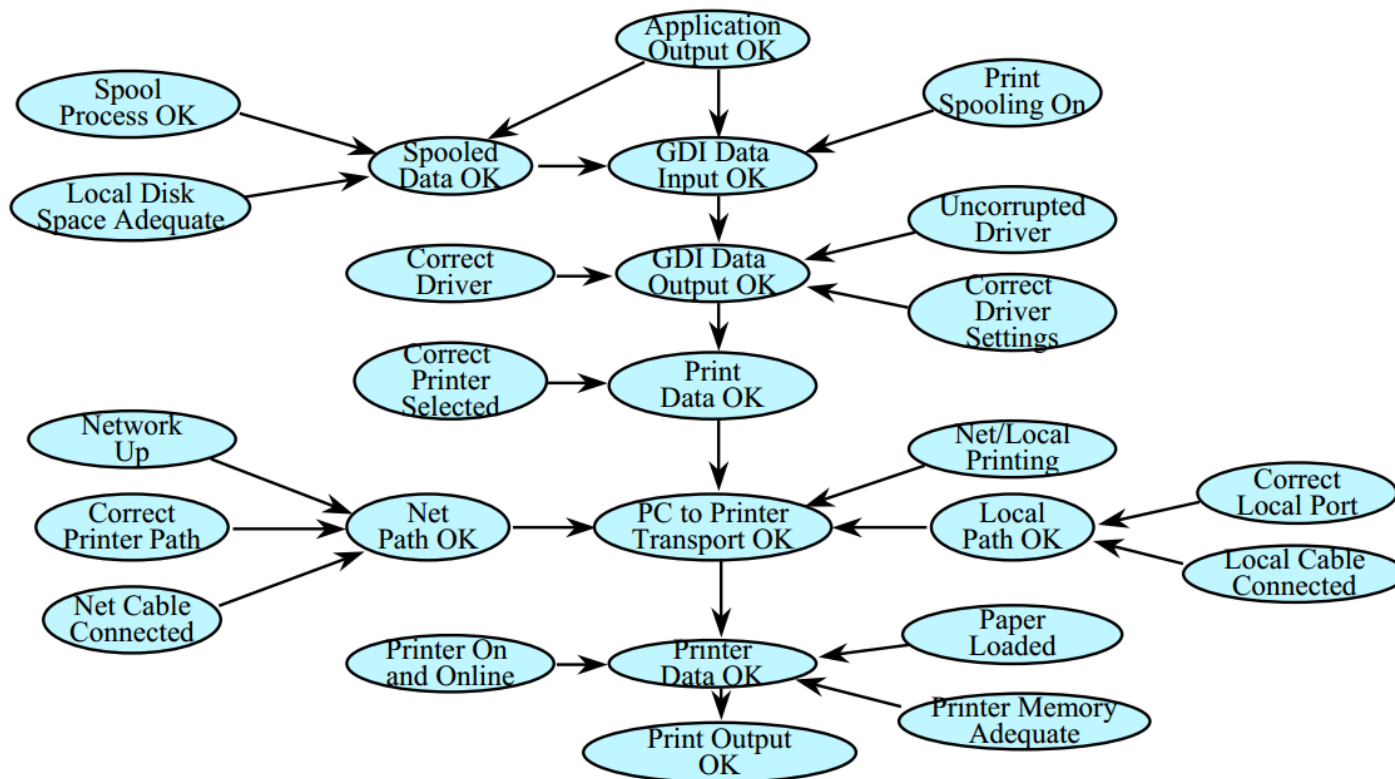 Application
Output OK
Spool
Process OK
Print
Spooling On
Spooled
Data OK
GDI Data
Input OK
Local Disk
Space Adequate
Uncorrupted
Driver
Correct
Driver
GDI Data
Output OK
Correct
Driver
Settings
Correct
Printer
Selected
Print
Data OK
Network
Up
Net/Local
Printing
Correct
Local Port
Correct
Printer Path
Net
Path OK
PC to Printer
Transport OK
Local
Path OK
Local Cable
Connected
Net Cable
Connected
Paper
Loaded
Printer On
and Online
Printer
Data OK
Printer Memory
Adequate
Print Output
OK